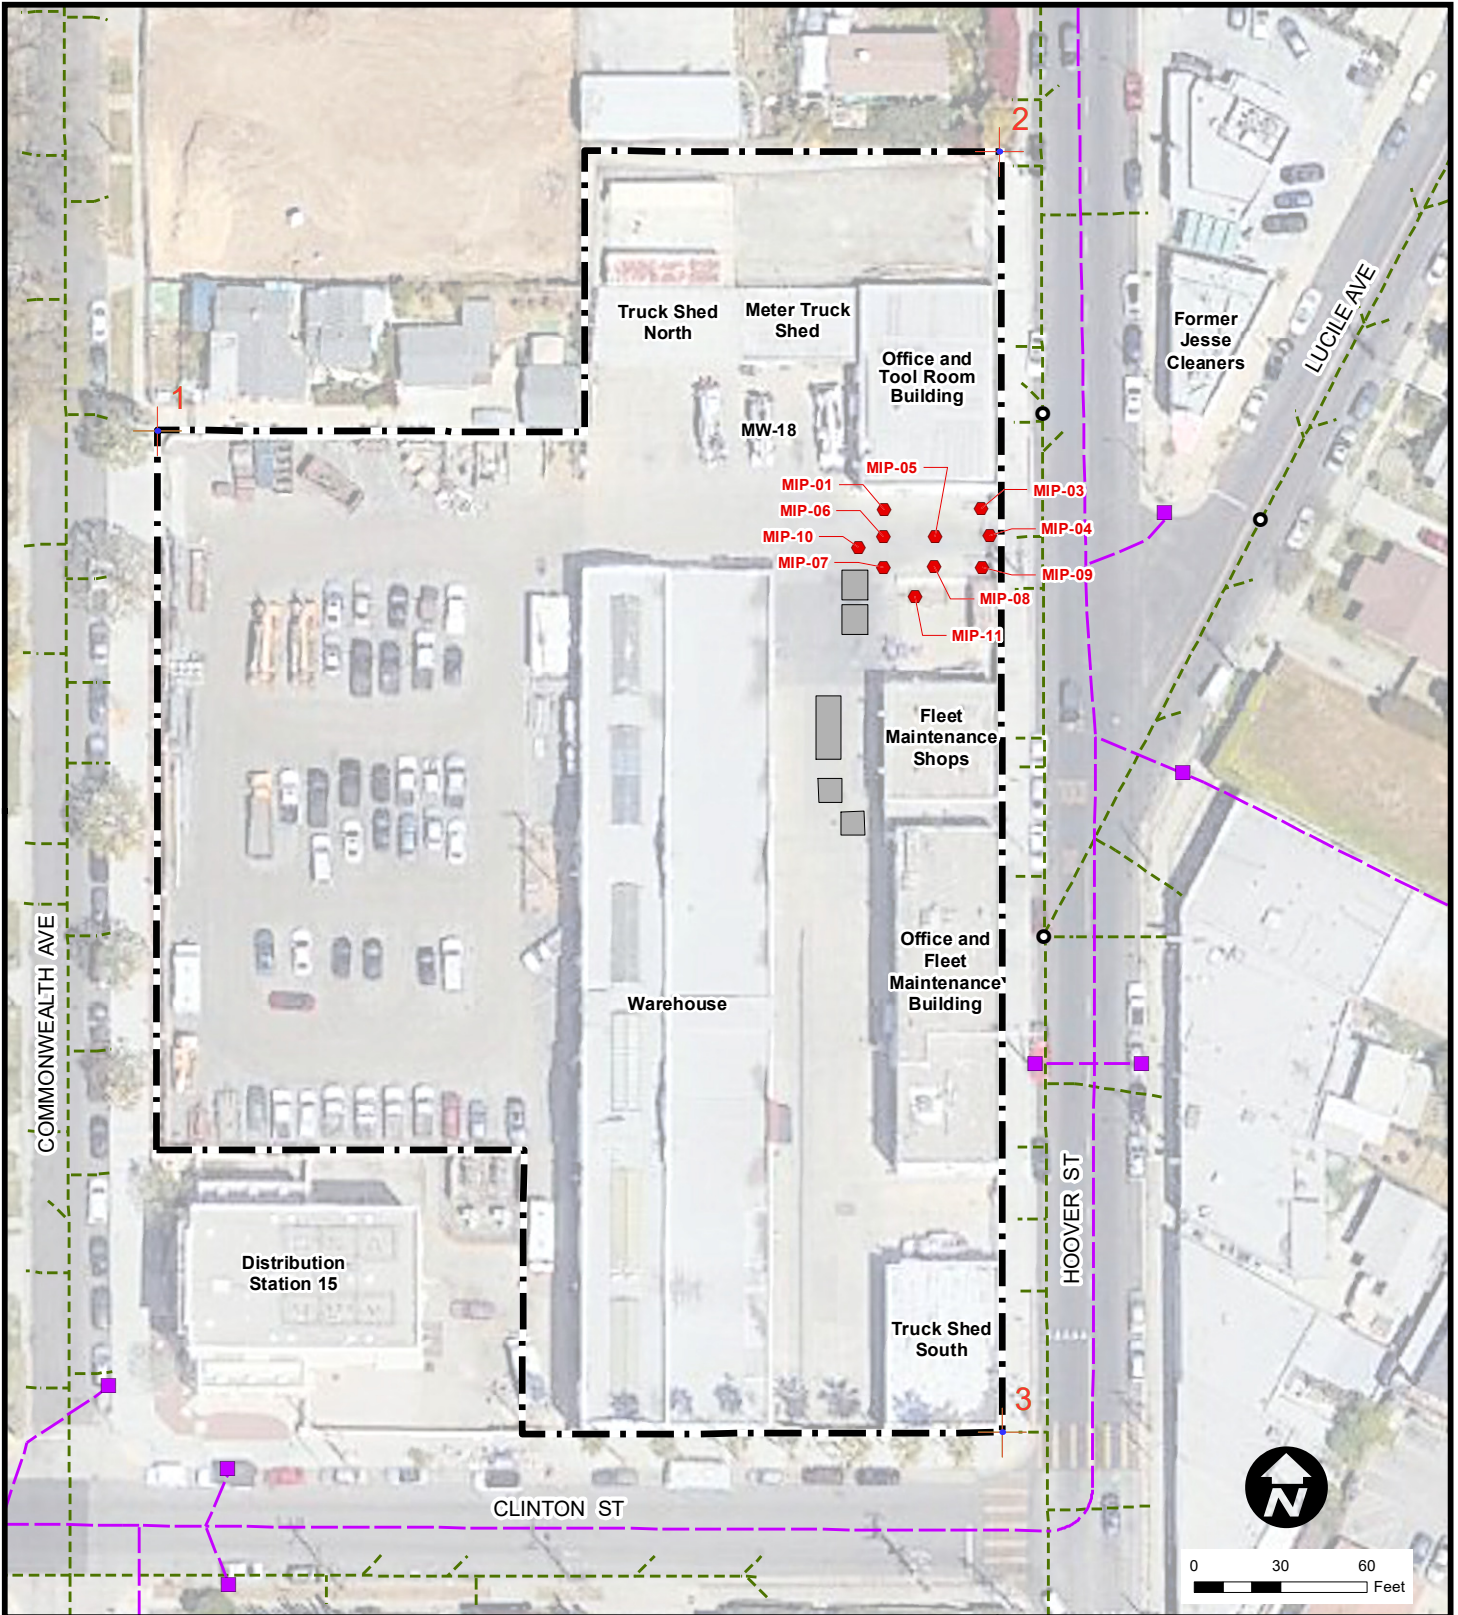 2
1
Truck Shed
North
Meter Truck
Shed
Office and
Tool Room
Building
Former
Jesse
Cleaners
LUCILE AVE
MW-18
MIP-05
MIP-01
MIP-03
MIP-06
MIP-04
MIP-10
MIP-07
MIP-09
MIP-08
MIP-11
Fleet
Maintenance
Shops
COMMONWEALTH AVE
Office and
Fleet
Maintenance
Building
Warehouse
HOOVER ST
Distribution
Station 15
Truck Shed
South
3
CLINTON ST
N
0 30 60
Feet